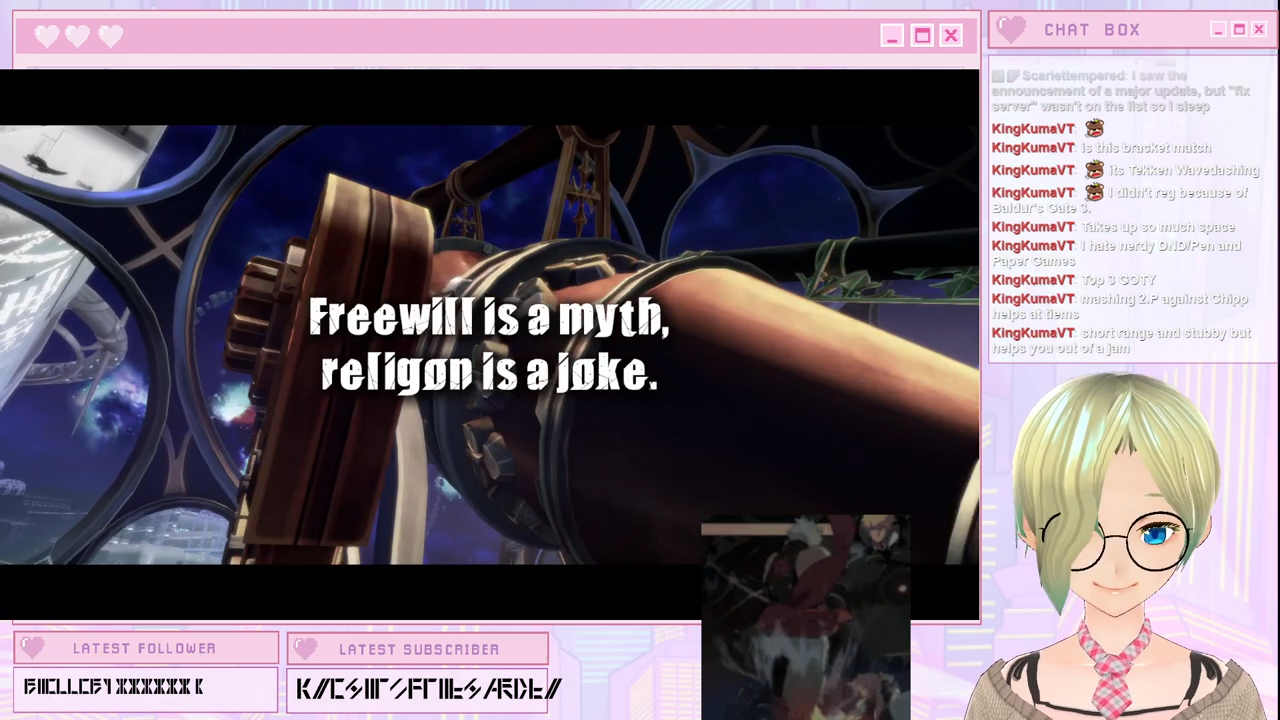 CHAT BOX
Scarlettempered: I saw the
announcement of a major update, but "fix
server" wasn't on the list so I sleep
KingKumaVT:
KingKumaVT: is this bracket match
KingKumaVT: its Tekken Wavedashing
KingKumaVT: I didn't reg because of
Baldur's Gate 3.
KingKumaVT: Takes up so much space
KingKumaVT: I hate nerdy DND/Pen and
Paper Games
KingKumaVT: Top 3 GOTY
KingKumaVT: mashing 2.P against Chipp
helps at tiems
KingKumaVT: short range and stubby but
helps you out of a jam
Freewill is a myth,
religøn is a jøke.
LATEST FOLLOWER
LATEST SUBSCRIBER